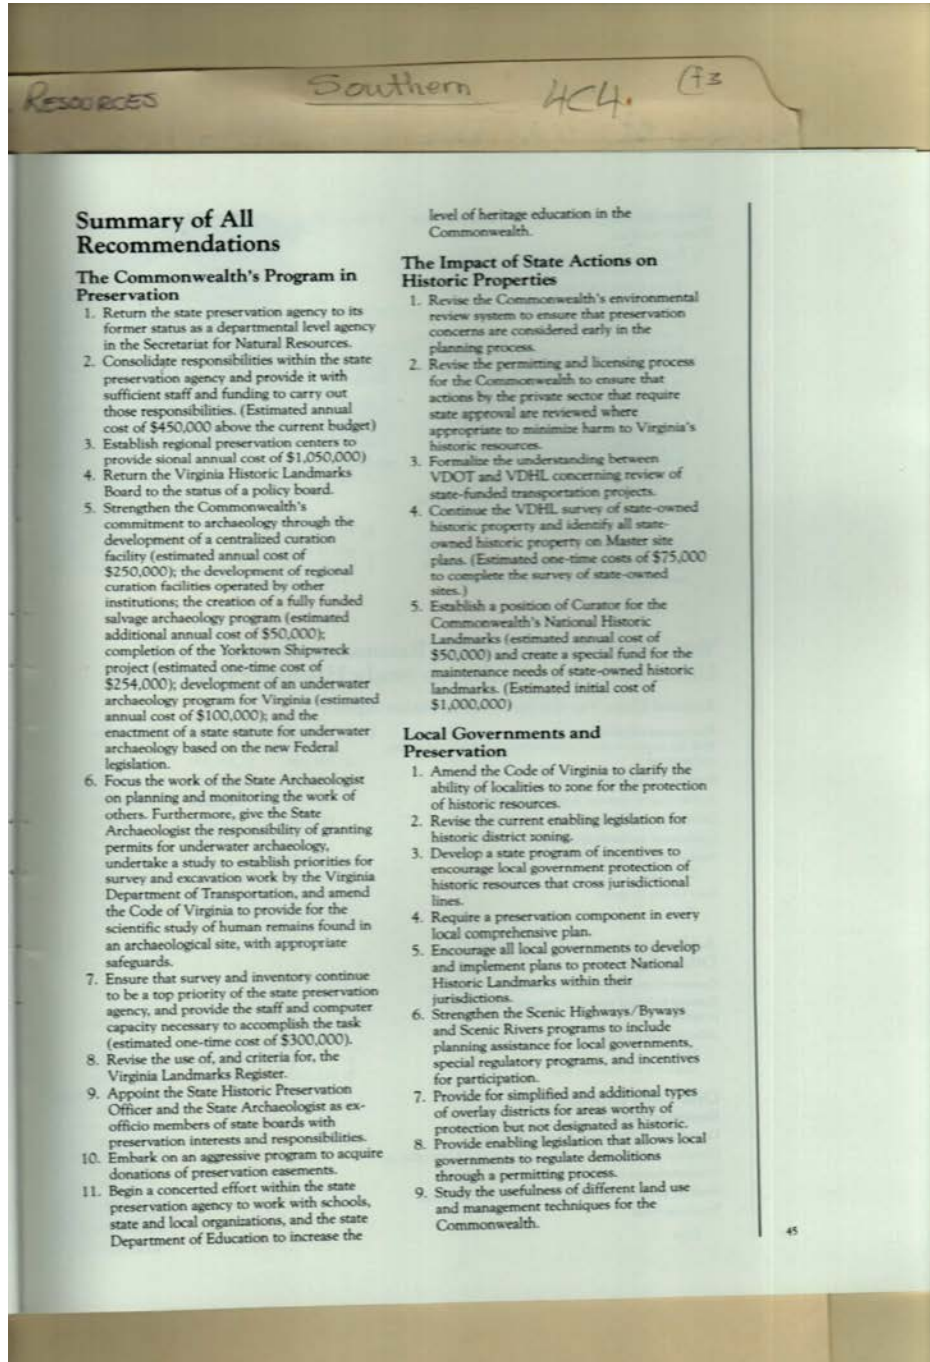 RESOURCES
Southern
4C4.
Summary of All
Recommendations
The Commonwealth's Program in
Preservation
1. Return the state preservation agency to its
former status as a departmental level agency
in the Secretariat for Natural Resources.
2. Consolidate responsibilities within the state
preservation agency and provide it with
sufficient staff and funding to carry out
those responsibilities. (Estimated annual
cost of $450,000 above the current budget)
3. Establish regional preservation centers to
provide sional annual cost of $1,050,000)
4. Return the Virginia Historic Landmarks
Board to the status of a policy board.
5. Strengthen the Commonwealth's
commitment to archaeology through the
development of a centralized curation
facility (estimated annual cost of
$250,000); the development of regional
curation facilities operated by other
institutions; the creation of a fully funded
salvage archaeology program (estimated
additional annual cost of $50,000);
completion of the Yorktown Shipwreck
project (estimated one-time cost of
$254,000); development of an underwater
archaeology program for Virginia (estimated
annual cost of $100,000); and the
enactment of a state statute for underwater
archaeology based on the new Federal
legislation.
6. Focus the work of the State Archaeologist
on planning and monitoring the work of
others. Furthermore, give the State
Archaeologist the responsibility of granting
permits for underwater archaeology,
undertake a study to establish priorities for
survey and excavation work by the Virginia
Department of Transportation, and amend
the Code of Virginia to provide for the
scientific study of human remains found in
an archaeological site, with appropriate
safeguards.
7. Ensure that survey and inventory continue
to be a top priority of the state preservation
agency, and provide the staff and computer
capacity necessary to accomplish the task
(estimated one-time cost of $300,000).
8. Revise the use of, and criteria for, the
Virginia Landmarks Register.
9. Appoint the State Historic Preservation
Officer and the State Archaeologist as ex-
officio members of state boards with
preservation interests and responsibilities.
10. Embark on an aggressive program to acquire
donations of preservation easements.
11. Begin a concerted effort within the state
preservation agency to work with schools,
state and local organizations, and the state
Department of Education to increase the
level of heritage education in the
Commonwealth.
The Impact of State Actions on
Historic Properties
1. Revise the Commonwealth's environmental
review system to ensure that preservation
concerns are considered early in the
planning process.
2. Revise the permitting and licensing process
for the Commonwealth to ensure that
actions by the private sector that require
state approval are reviewed where
appropriate to minimize harm to Virginia's
historic resources.
3. Formalize the understanding between
VDOT and VDHL concerning review of
state-funded transportation projects.
4. Continue the VDHL survey of state-owned
historic property and identify all state-
owned historic property on Master site
plans. (Estimated one-time costs of $75,000
to complete the survey of state-owned
sites.)
5. Establish a position of Curator for the
Commonwealth's National Historic
Landmarks (estimated annual cost of
$50,000) and create a special fund for the
maintenance needs of state-owned historic
landmarks. (Estimated initial cost of
$1,000,000)
Local Governments and
Preservation
1. Amend the Code of Virginia to clarify the
ability of localities to zone for the protection
of historic resources.
2. Revise the current enabling legislation for
historic district zoning.
3. Develop a state program of incentives to
encourage local government protection of
historic resources that cross jurisdictional
lines.
4. Require a preservation component in every
local comprehensive plan.
5. Encourage all local governments to develop
and implement plans to protect National
Historic Landmarks within their
jurisdictions.
6. Strengthen the Scenic Highways/Byways
and Scenic Rivers programs to include
planning assistance for local governments,
special regulatory programs, and incentives
for participation.
7. Provide for simplified and additional types
of overlay districts for areas worthy of
protection but not designated as historic.
8. Provide enabling legislation that allows local
governments to regulate demolitions
through a permitting process.
9. Study the usefulness of different land use
and management techniques for the
Commonwealth.
45